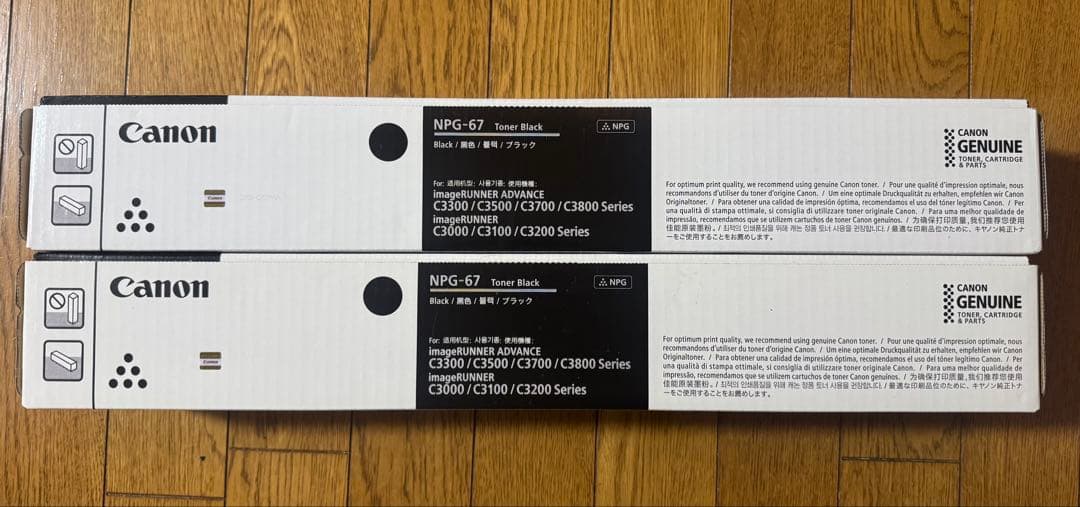 Canon
NPG-67 Toner Black
NPG
Black / 黑色 / 블랙 / ブラック
For: 适用机型: 사용기종: 使用機種:
imageRUNNER ADVANCE
C3300 / C3500 / C3700 / C3800 Series
imageRUNNER
C3000 / C3100 / C3200 Series
CANON
GENUINE
TONER, CARTRIDGE
& PARTS
For optimum print quality, we recommend using genuine Canon toner. / Pour une qualité d'impression optimale, nous
recommandons d'utiliser du toner d'origine Canon. / Um eine optimale Druckqualität zu erhalten, empfehlen wir Canon
Originaltoner. / Para obtener una calidad de impresión óptima, recomendamos el uso del tóner legítimo Canon. / Per
una qualità di stampa ottimale, si consiglia di utilizzare toner originale Canon. / Para uma melhor qualidade de
impressão, recomendamos que se utilizem cartuchos de toner Canon genuínos. / 为确保打印质量,我们推荐您使用
佳能原装墨粉。/ 최적의 인쇄품질을 위해 캐논 정품 토너 사용을 권장합니다. / 最適な印刷品位のために、キヤノン純正トナ
ーをご使用することをお薦めします。
Canon
NPG-67 Toner Black
NPG
Black / 黑色 / 블랙 / ブラック
For: 适用机型: 사용기종: 使用機種:
imageRUNNER ADVANCE
C3300 / C3500 / C3700 / C3800 Series
imageRUNNER
C3000 / C3100 / C3200 Series
CANON
GENUINE
TONER, CARTRIDGE
& PARTS
For optimum print quality, we recommend using genuine Canon toner. / Pour une qualité d'impression optimale, nous
recommandons d'utiliser du toner d'origine Canon. / Um eine optimale Druckqualität zu erhalten, empfehlen wir Canon
Originaltoner. / Para obtener una calidad de impresión óptima, recomendamos el uso del tóner legítimo Canon. / Per
una qualità di stampa ottimale, si consiglia di utilizzare toner originale Canon. / Para uma melhor qualidade de
impressão, recomendamos que se utilizem cartuchos de toner Canon genuínos. / 为确保打印质量,我们推荐您使用
佳能原装墨粉。/ 최적의 인쇄품질을 위해 캐논 정품 토너 사용을 권장합니다. / 最適な印刷品位のために、キヤノン純正トナ
ーをご使用することをお薦めします。